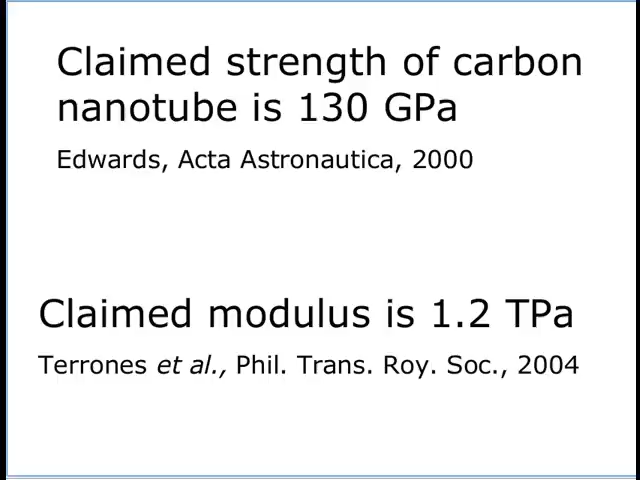 Claimed strength of carbon
nanotube is 130 GPa
Edwards, Acta Astronautica, 2000
Claimed modulus is 1.2 TPa
Terrones et al., Phil. Trans. Roy. Soc., 2004